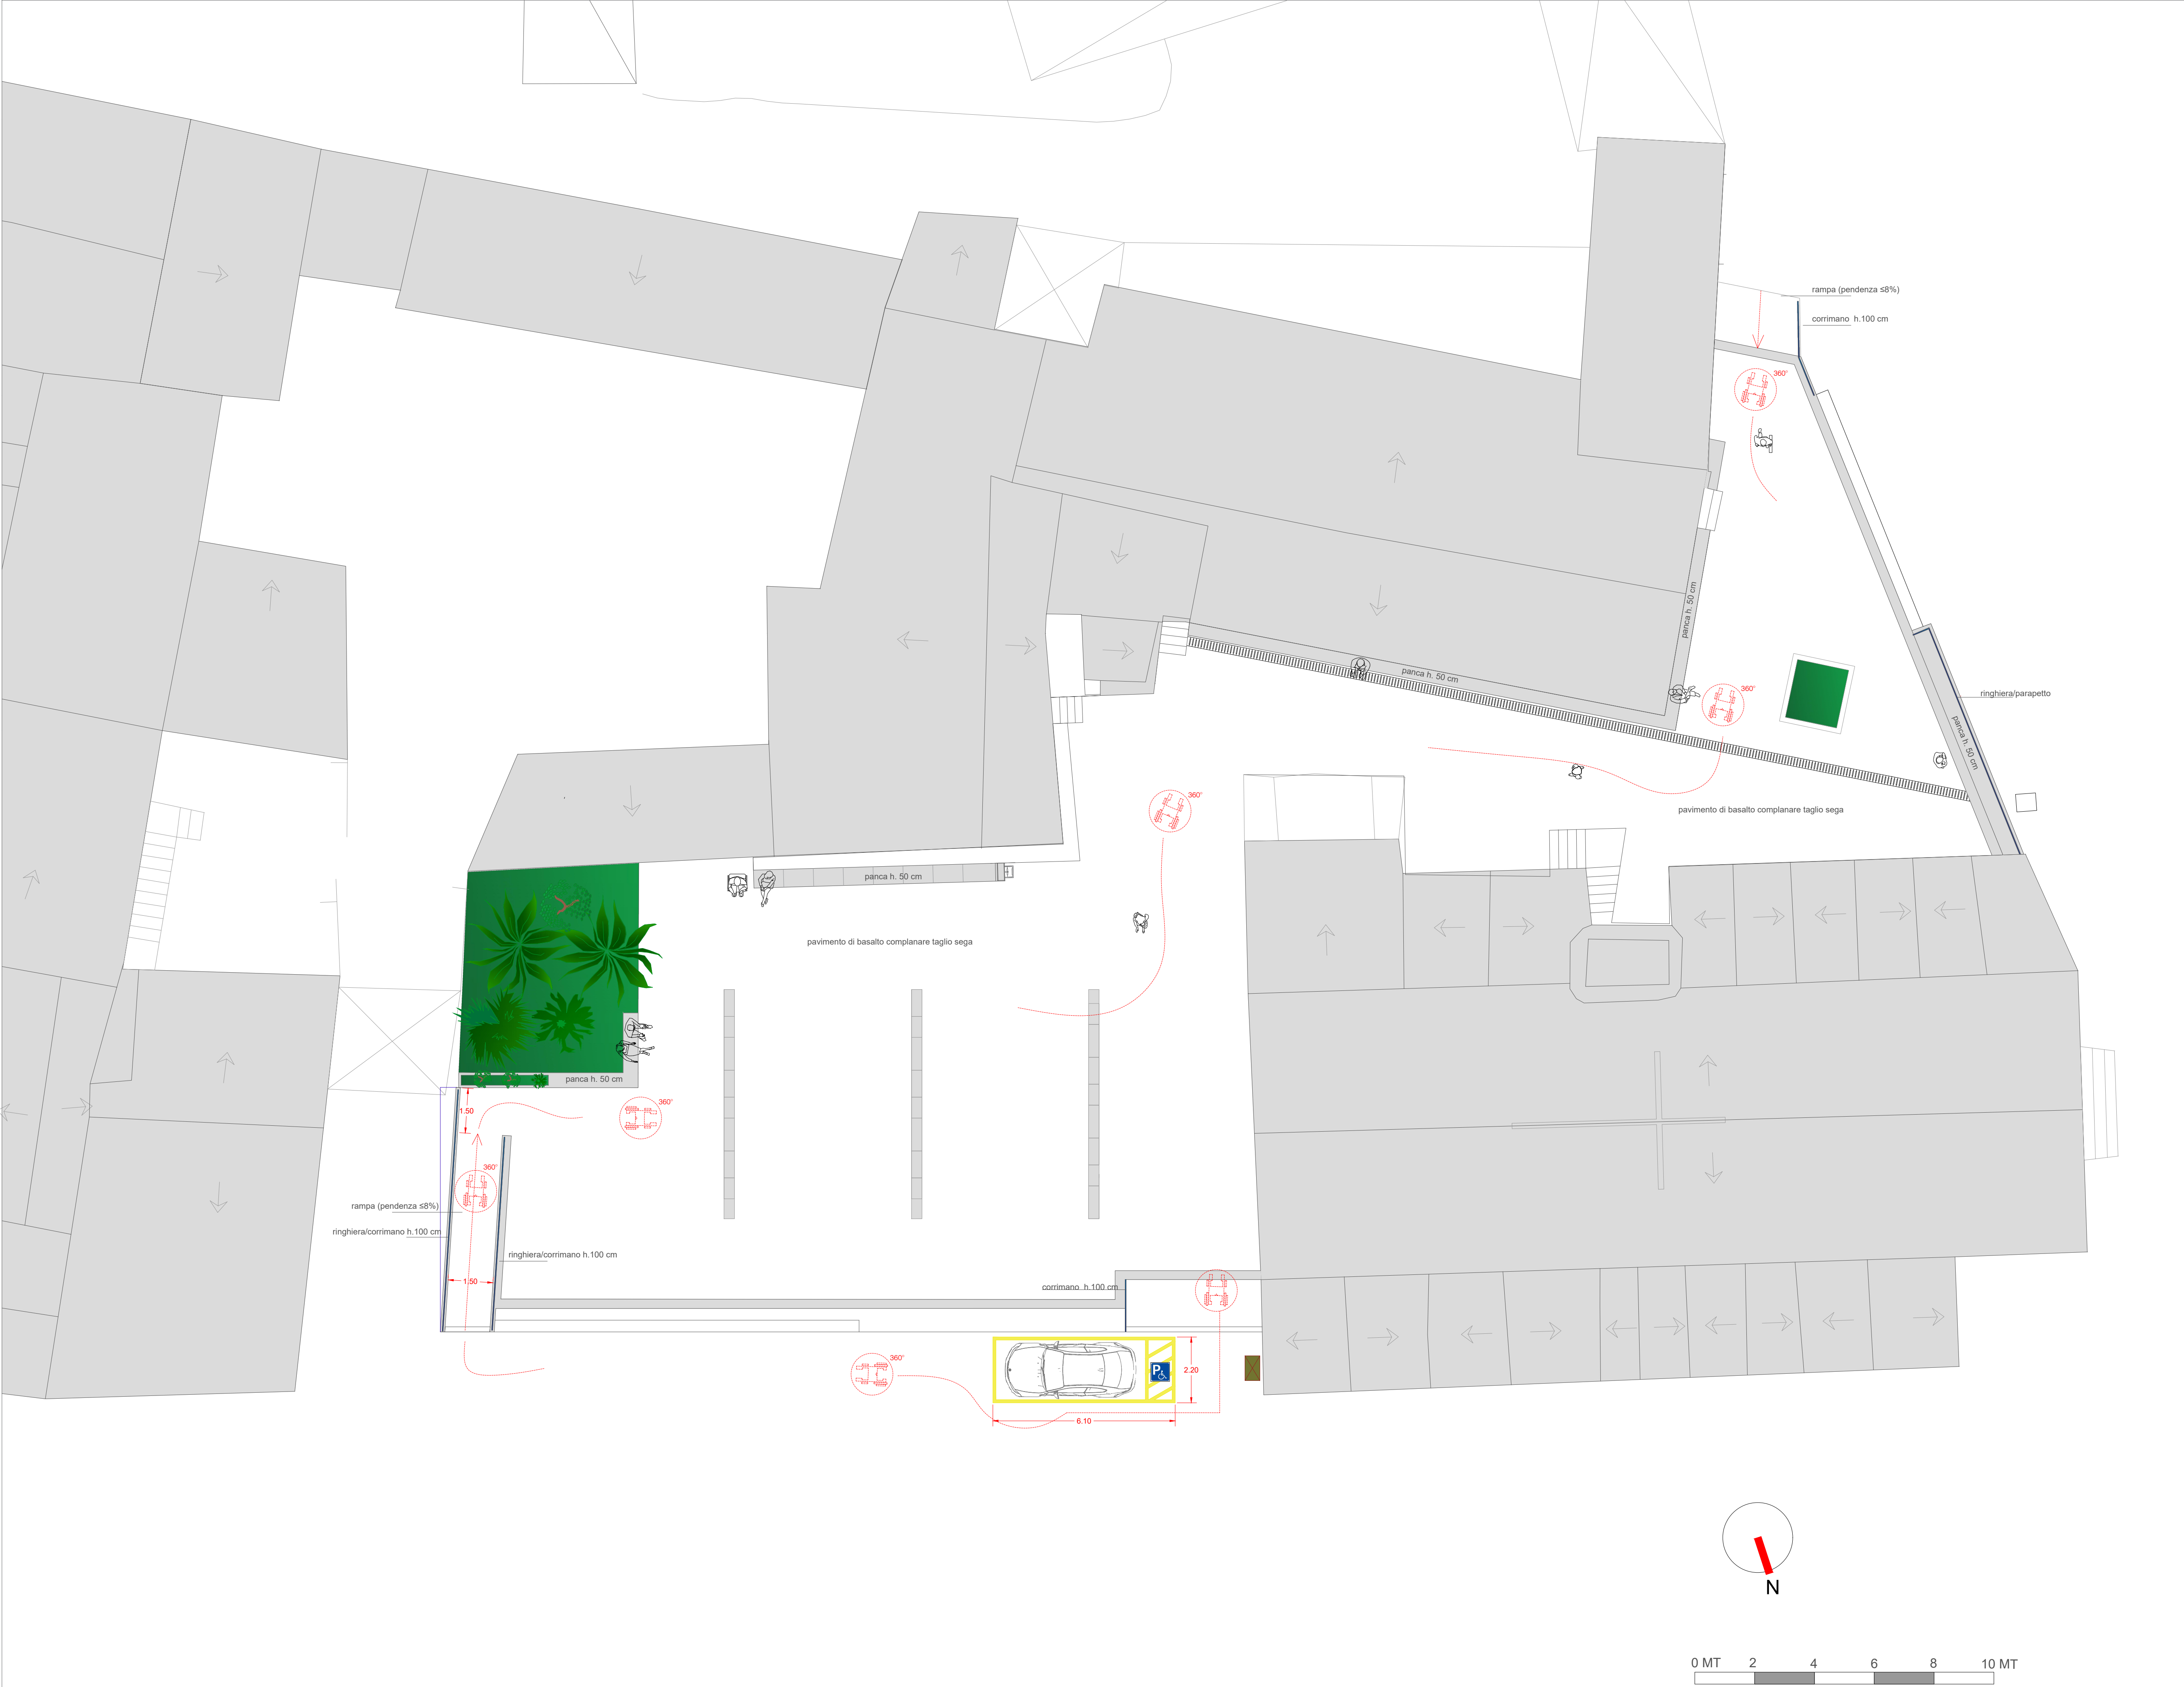 rampa (pendenza ≤8%)
corrimano h.100 cm
360°
panca h. 50 cm
panca h. 50 cm
360°
ringhiera/parapetto
panca h. 50 cm
360°
pavimento di basalto complanare taglio sega
panca h. 50 cm
pavimento di basalto complanare taglio sega
panca h. 50 cm
1.50
360°
360°
rampa (pendenza ≤8%)
ringhiera/corrimano h.100 cm
ringhiera/corrimano h.100 cm
1,50
corrimano h.100 cm
360°
P
2.20
6.10
N
0 MT 2 4 6 8 10 MT